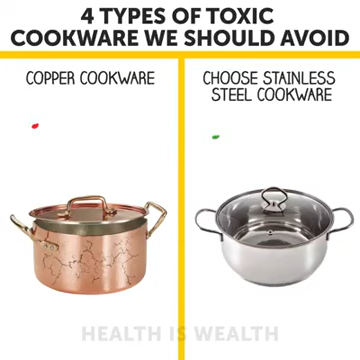 4 TYPES OF TOXIC
COOKWARE WE SHOULD AVOID
COPPER COOKWARE
CHOOSE STAINLESS
STEEL COOKWARE
HEALTH IS WEALTH